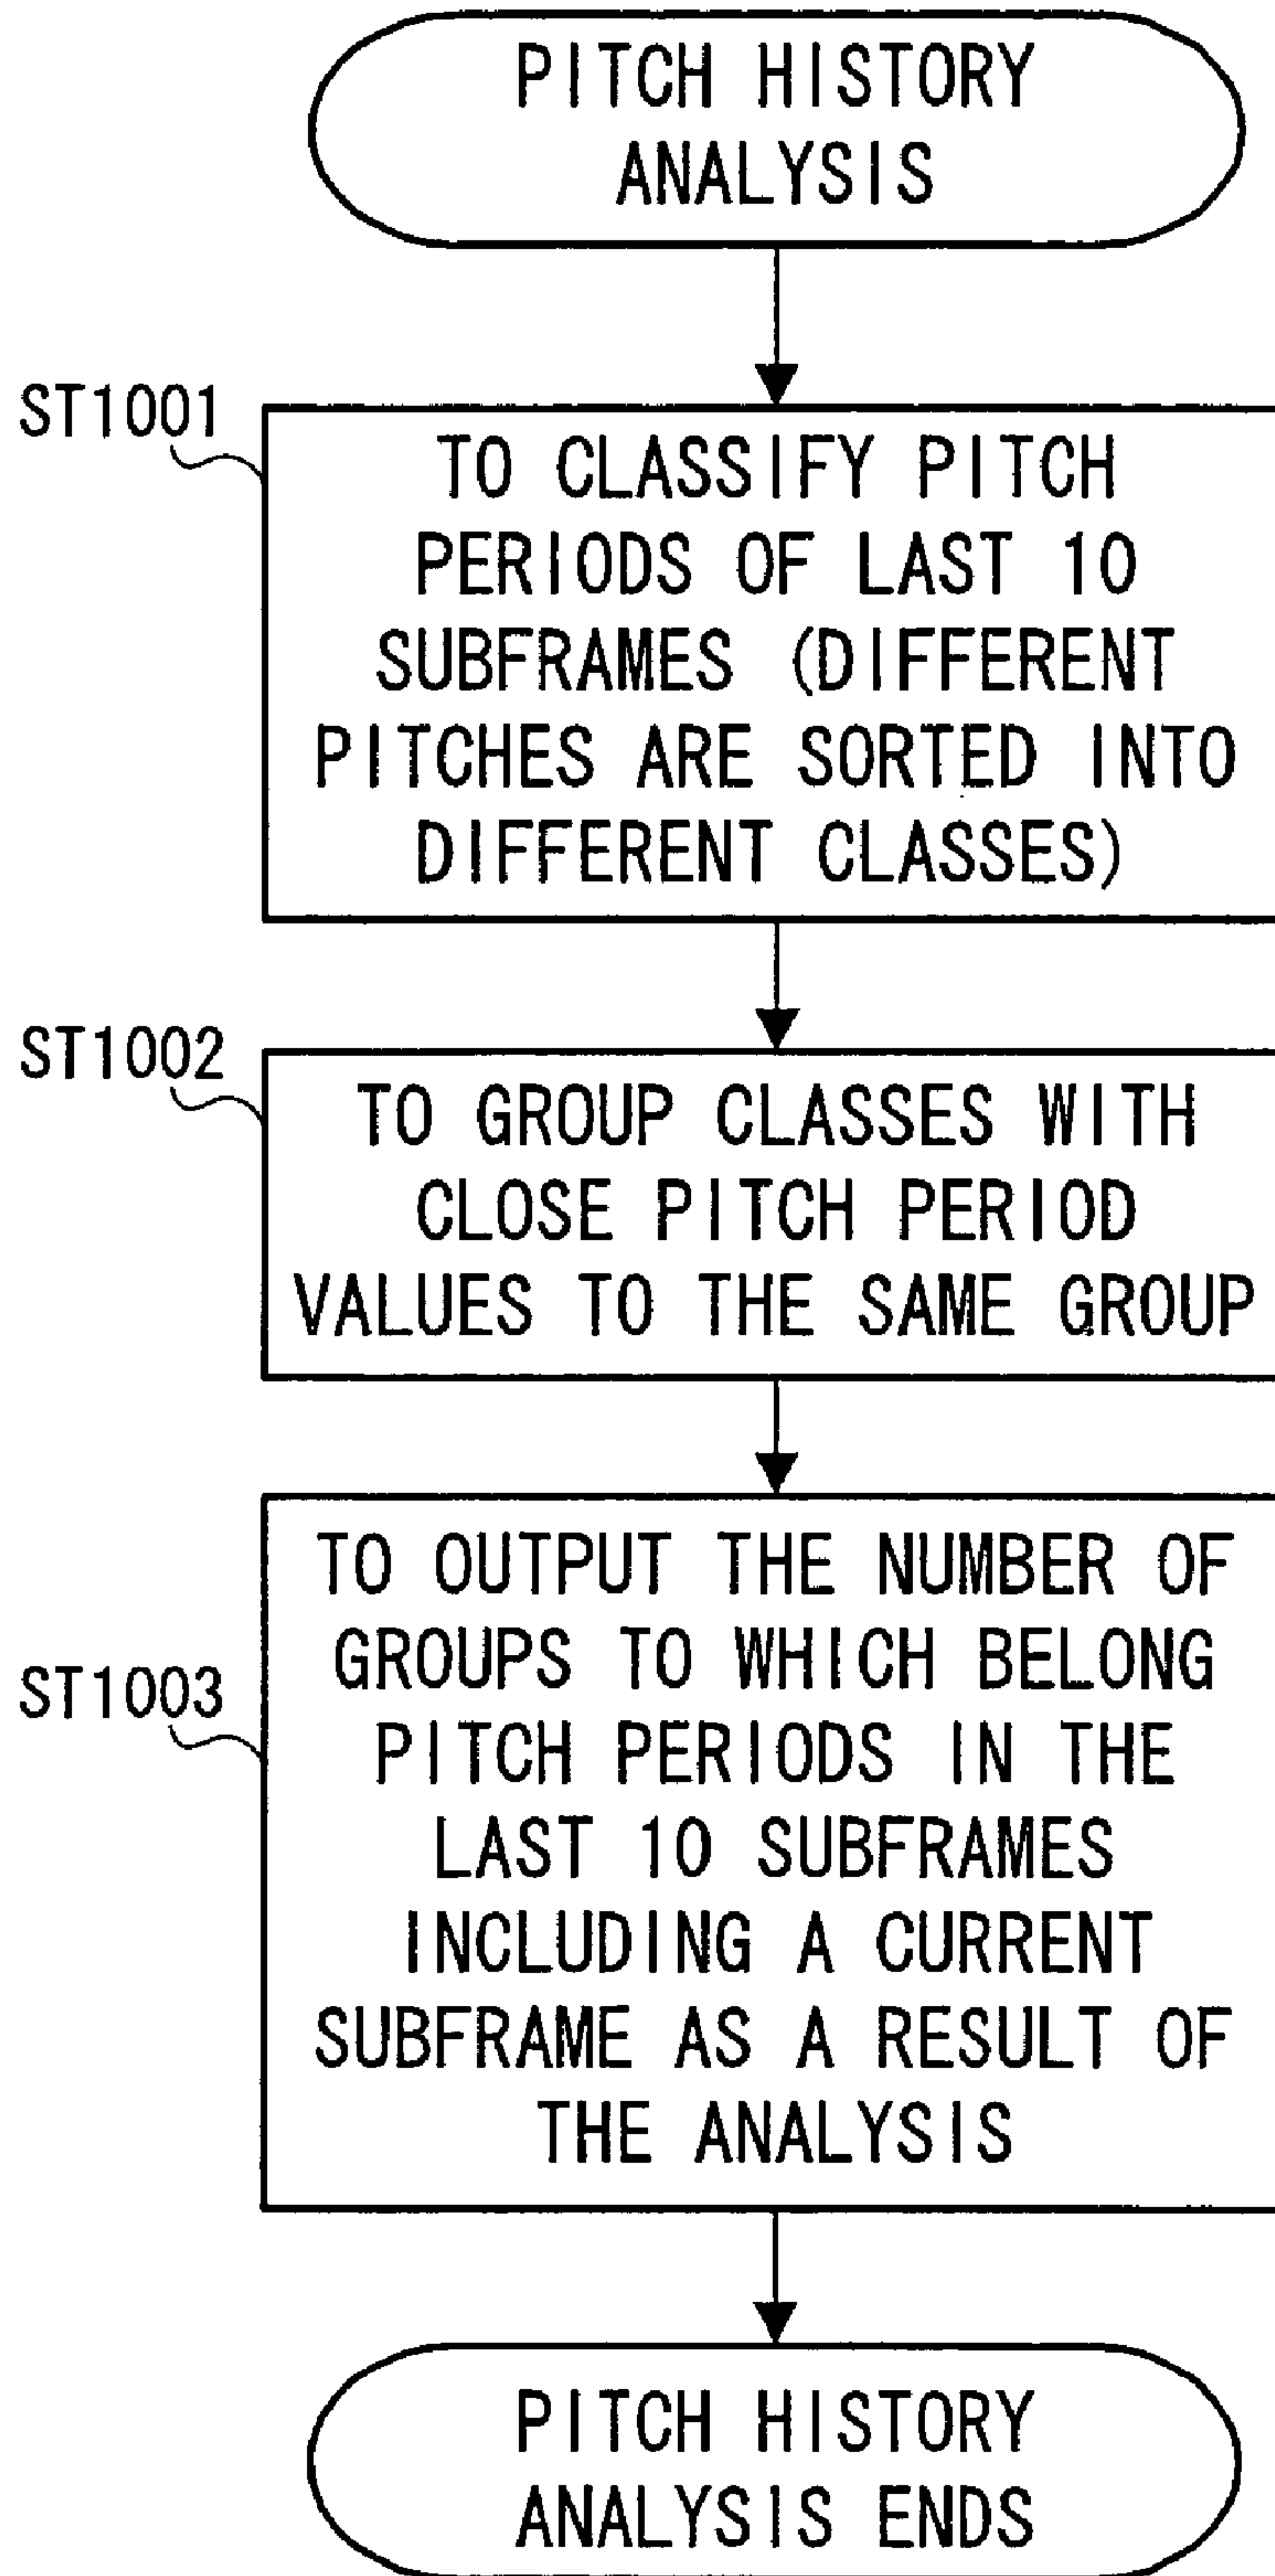 PITCH HISTORY
ANALYSIS
ST1001
TO CLASSIFY PITCH
PERIODS OF LAST 10
SUBFRAMES (DIFFERENT
PITCHES ARE SORTED INTO
DIFFERENT CLASSES)
ST1002
TO GROUP CLASSES WITH
CLOSE PITCH PERIOD
VALUES TO THE SAME GROUP
ST1003
TO OUTPUT THE NUMBER OF
GROUPS TO WHICH BELONG
PITCH PERIODS IN THE
LAST 10 SUBFRAMES
INCLUDING A CURRENT
SUBFRAME AS A RESULT OF
THE ANALYSIS
PITCH HISTORY
ANALYSIS ENDS